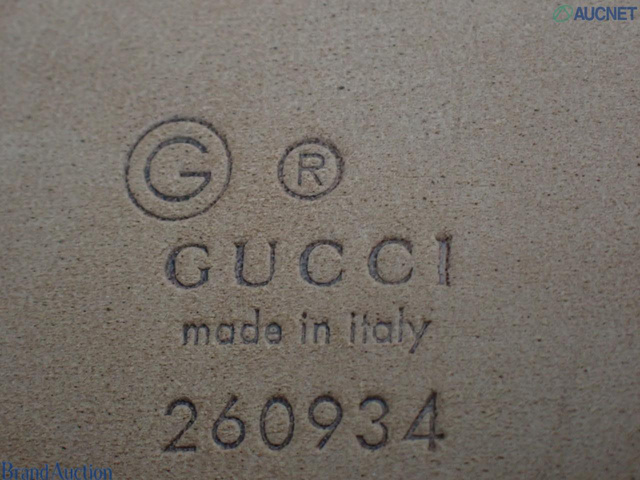 AUCNET
G ®
GUCCI
made in italy
260934
Brand Auction